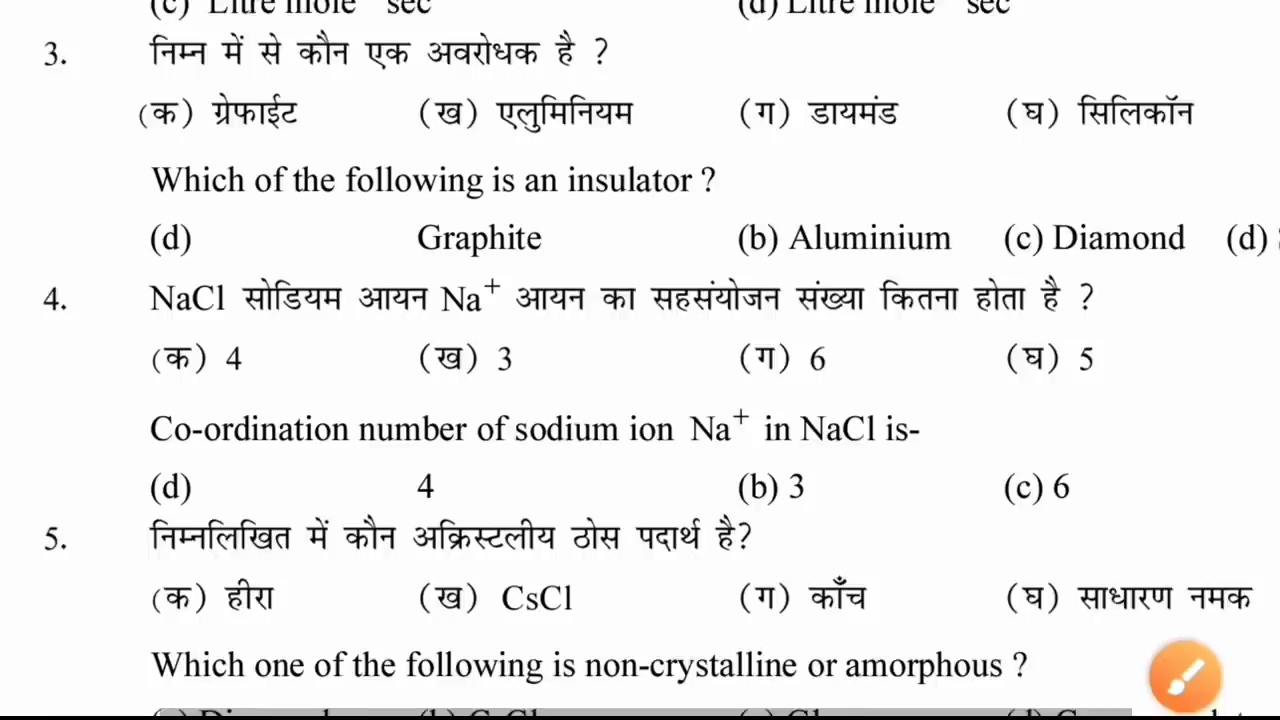 3. निम्न में से कौन एक अवरोधक है ?
(क) ग्रेफाईट (ख) एलुमिनियम (ग) डायमंड (घ) सिलिकॉन
Which of the following is an insulator ?
(d) Graphite (b) Aluminium (c) Diamond (d)
4. NaCl सोडियम आयन Na⁺ आयन का सहसंयोजन संख्या कितना होता है ?
(क) 4 (ख) 3 (ग) 6 (घ) 5
Co-ordination number of sodium ion Na⁺ in NaCl is-
(d) 4 (b) 3 (c) 6
5. निम्नलिखित में कौन अक्रिस्टलीय ठोस पदार्थ है?
(क) हीरा (ख) CsCl (ग) काँच (घ) साधारण नमक
Which one of the following is non-crystalline or amorphous ?